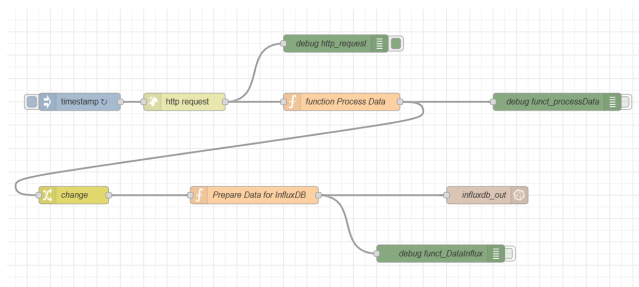 debug http_request
timestamp ↻
http request
function Process Data
debug funct_processData
change
Prepare Data for InfluxDB
influxdb_out
debug funct_DataInflux